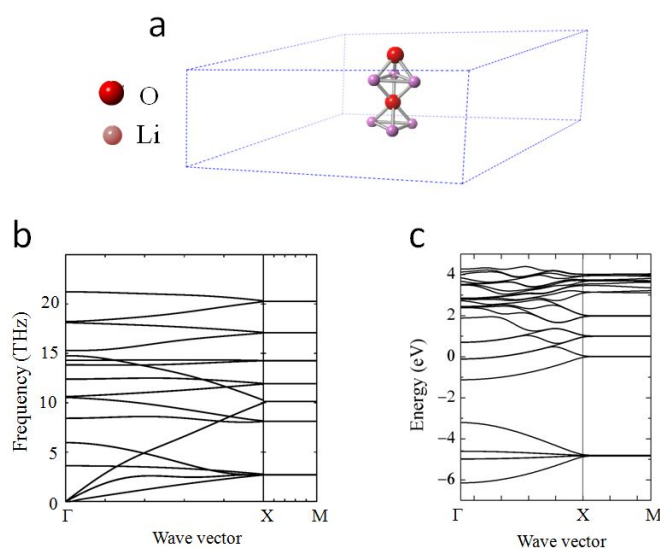 a
O
Li
b
Frequency (THz)
20
15
10
5
0
Γ
X
M
Wave vector
c
Energy (eV)
4
2
0
−2
−4
−6
Γ
X
M
Wave vector